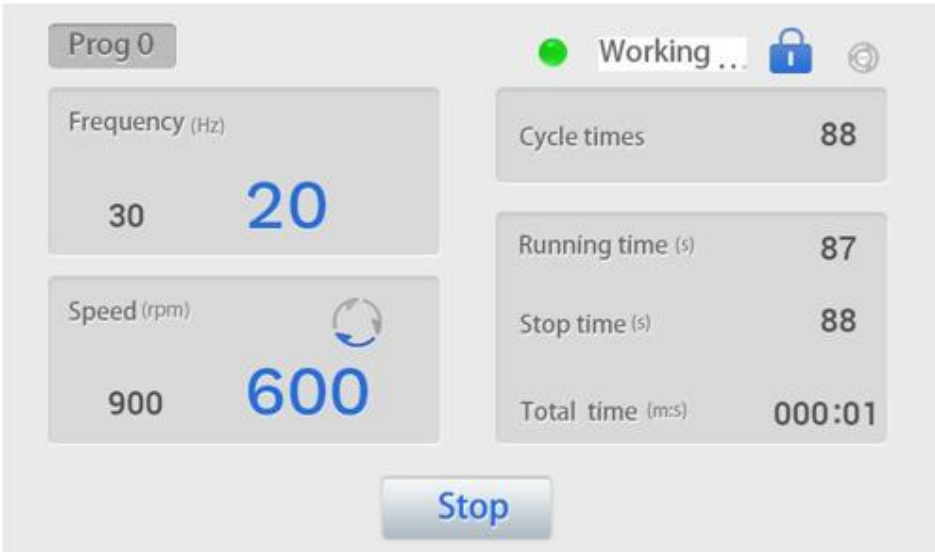 Prog 0
Working ...
Frequency (Hz)
30 20
Speed (rpm)
900 600
Cycle times 88
Running time (s) 87
Stop time (s) 88
Total time (m:s) 000:01
Stop